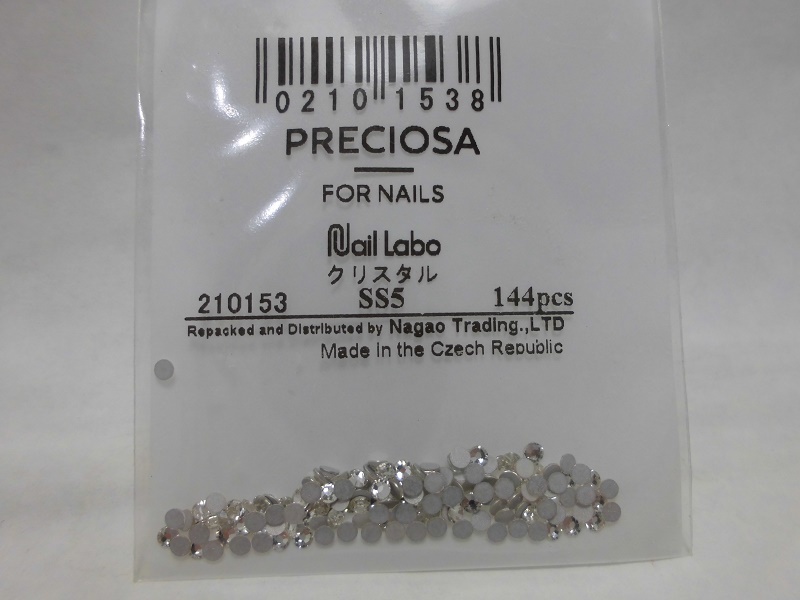 0210 1538
PRECIOSA
FOR NAILS
Nail Labo
クリスタル
210153 SS5 144pcs
Repacked and Distributed by Nagao Trading.,LTD
Made in the Czech Republic